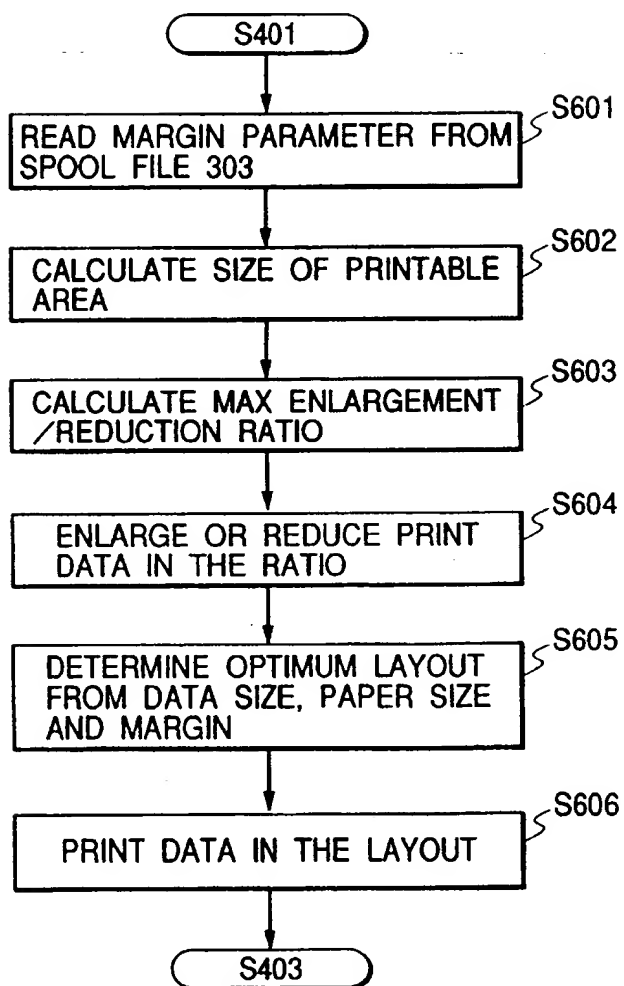 S401
S601
READ MARGIN PARAMETER FROM
SPOOL FILE 303
S602
CALCULATE SIZE OF PRINTABLE
AREA
S603
CALCULATE MAX ENLARGEMENT
/REDUCTION RATIO
S604
ENLARGE OR REDUCE PRINT
DATA IN THE RATIO
S605
DETERMINE OPTIMUM LAYOUT
FROM DATA SIZE, PAPER SIZE
AND MARGIN
S606
PRINT DATA IN THE LAYOUT
S403